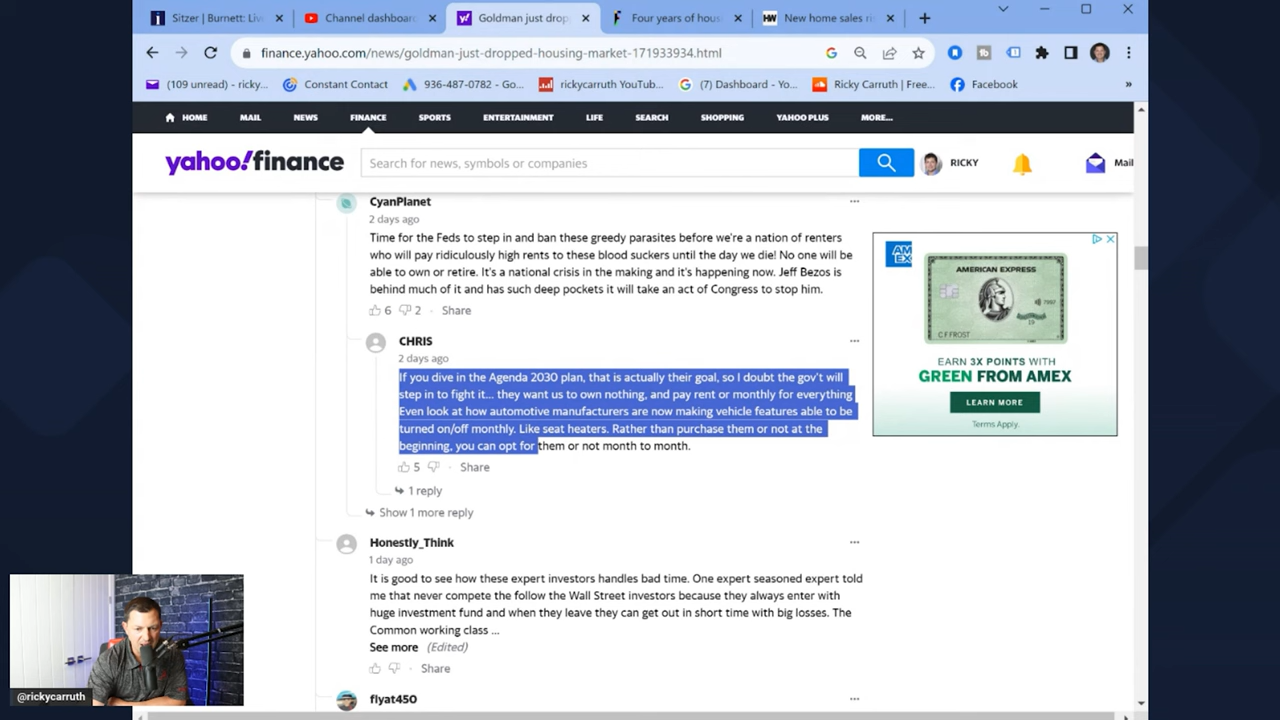 Sitzer | Burnett: Liv
Channel dashboar
Goldman just drop
Four years of hous
HW
New home sales ri
finance.yahoo.com/news/goldman-just-dropped-housing-market-171933934.html
(109 unread) - ricky...
Constant Contact
936-487-0782 - Go...
rickycarruth YouTub...
(7) Dashboard - Yo...
Ricky Carruth | Free...
Facebook
»
HOME
MAIL
NEWS
FINANCE
SPORTS
ENTERTAINMENT
LIFE
SEARCH
SHOPPING
YAHOO PLUS
MORE...
yahoo!finance
Search for news, symbols or companies
RICKY
Mail
CyanPlanet
2 days ago
Time for the Feds to step in and ban these greedy parasites before we're a nation of renters
who will pay ridiculously high rents to these blood suckers until the day we die! No one will be
able to own or retire. It's a national crisis in the making and it's happening now. Jeff Bezos is
behind much of it and has such deep pockets it will take an act of Congress to stop him.
6 2 · Share
CHRIS
2 days ago
If you dive in the Agenda 2030 plan, that is actually their goal, so I doubt the gov't will
step in to fight it... they want us to own nothing, and pay rent or monthly for everything
Even look at how automotive manufacturers are now making vehicle features able to be
turned on/off monthly. Like seat heaters. Rather than purchase them or not at the
beginning, you can opt for them or not month to month.
5 · Share
1 reply
Show 1 more reply
Honestly_Think
1 day ago
It is good to see how these expert investors handles bad time. One expert seasoned expert told
me that never compete the follow the Wall Street investors because they always enter with
huge investment fund and when they leave they can get out in short time with big losses. The
Common working class ...
See more (Edited)
Share
flyat450
AM
EX
AMERICAN EXPRESS
C F FROST
EARN 3X POINTS WITH
GREEN FROM AMEX
LEARN MORE
Terms Apply.
@rickycarruth